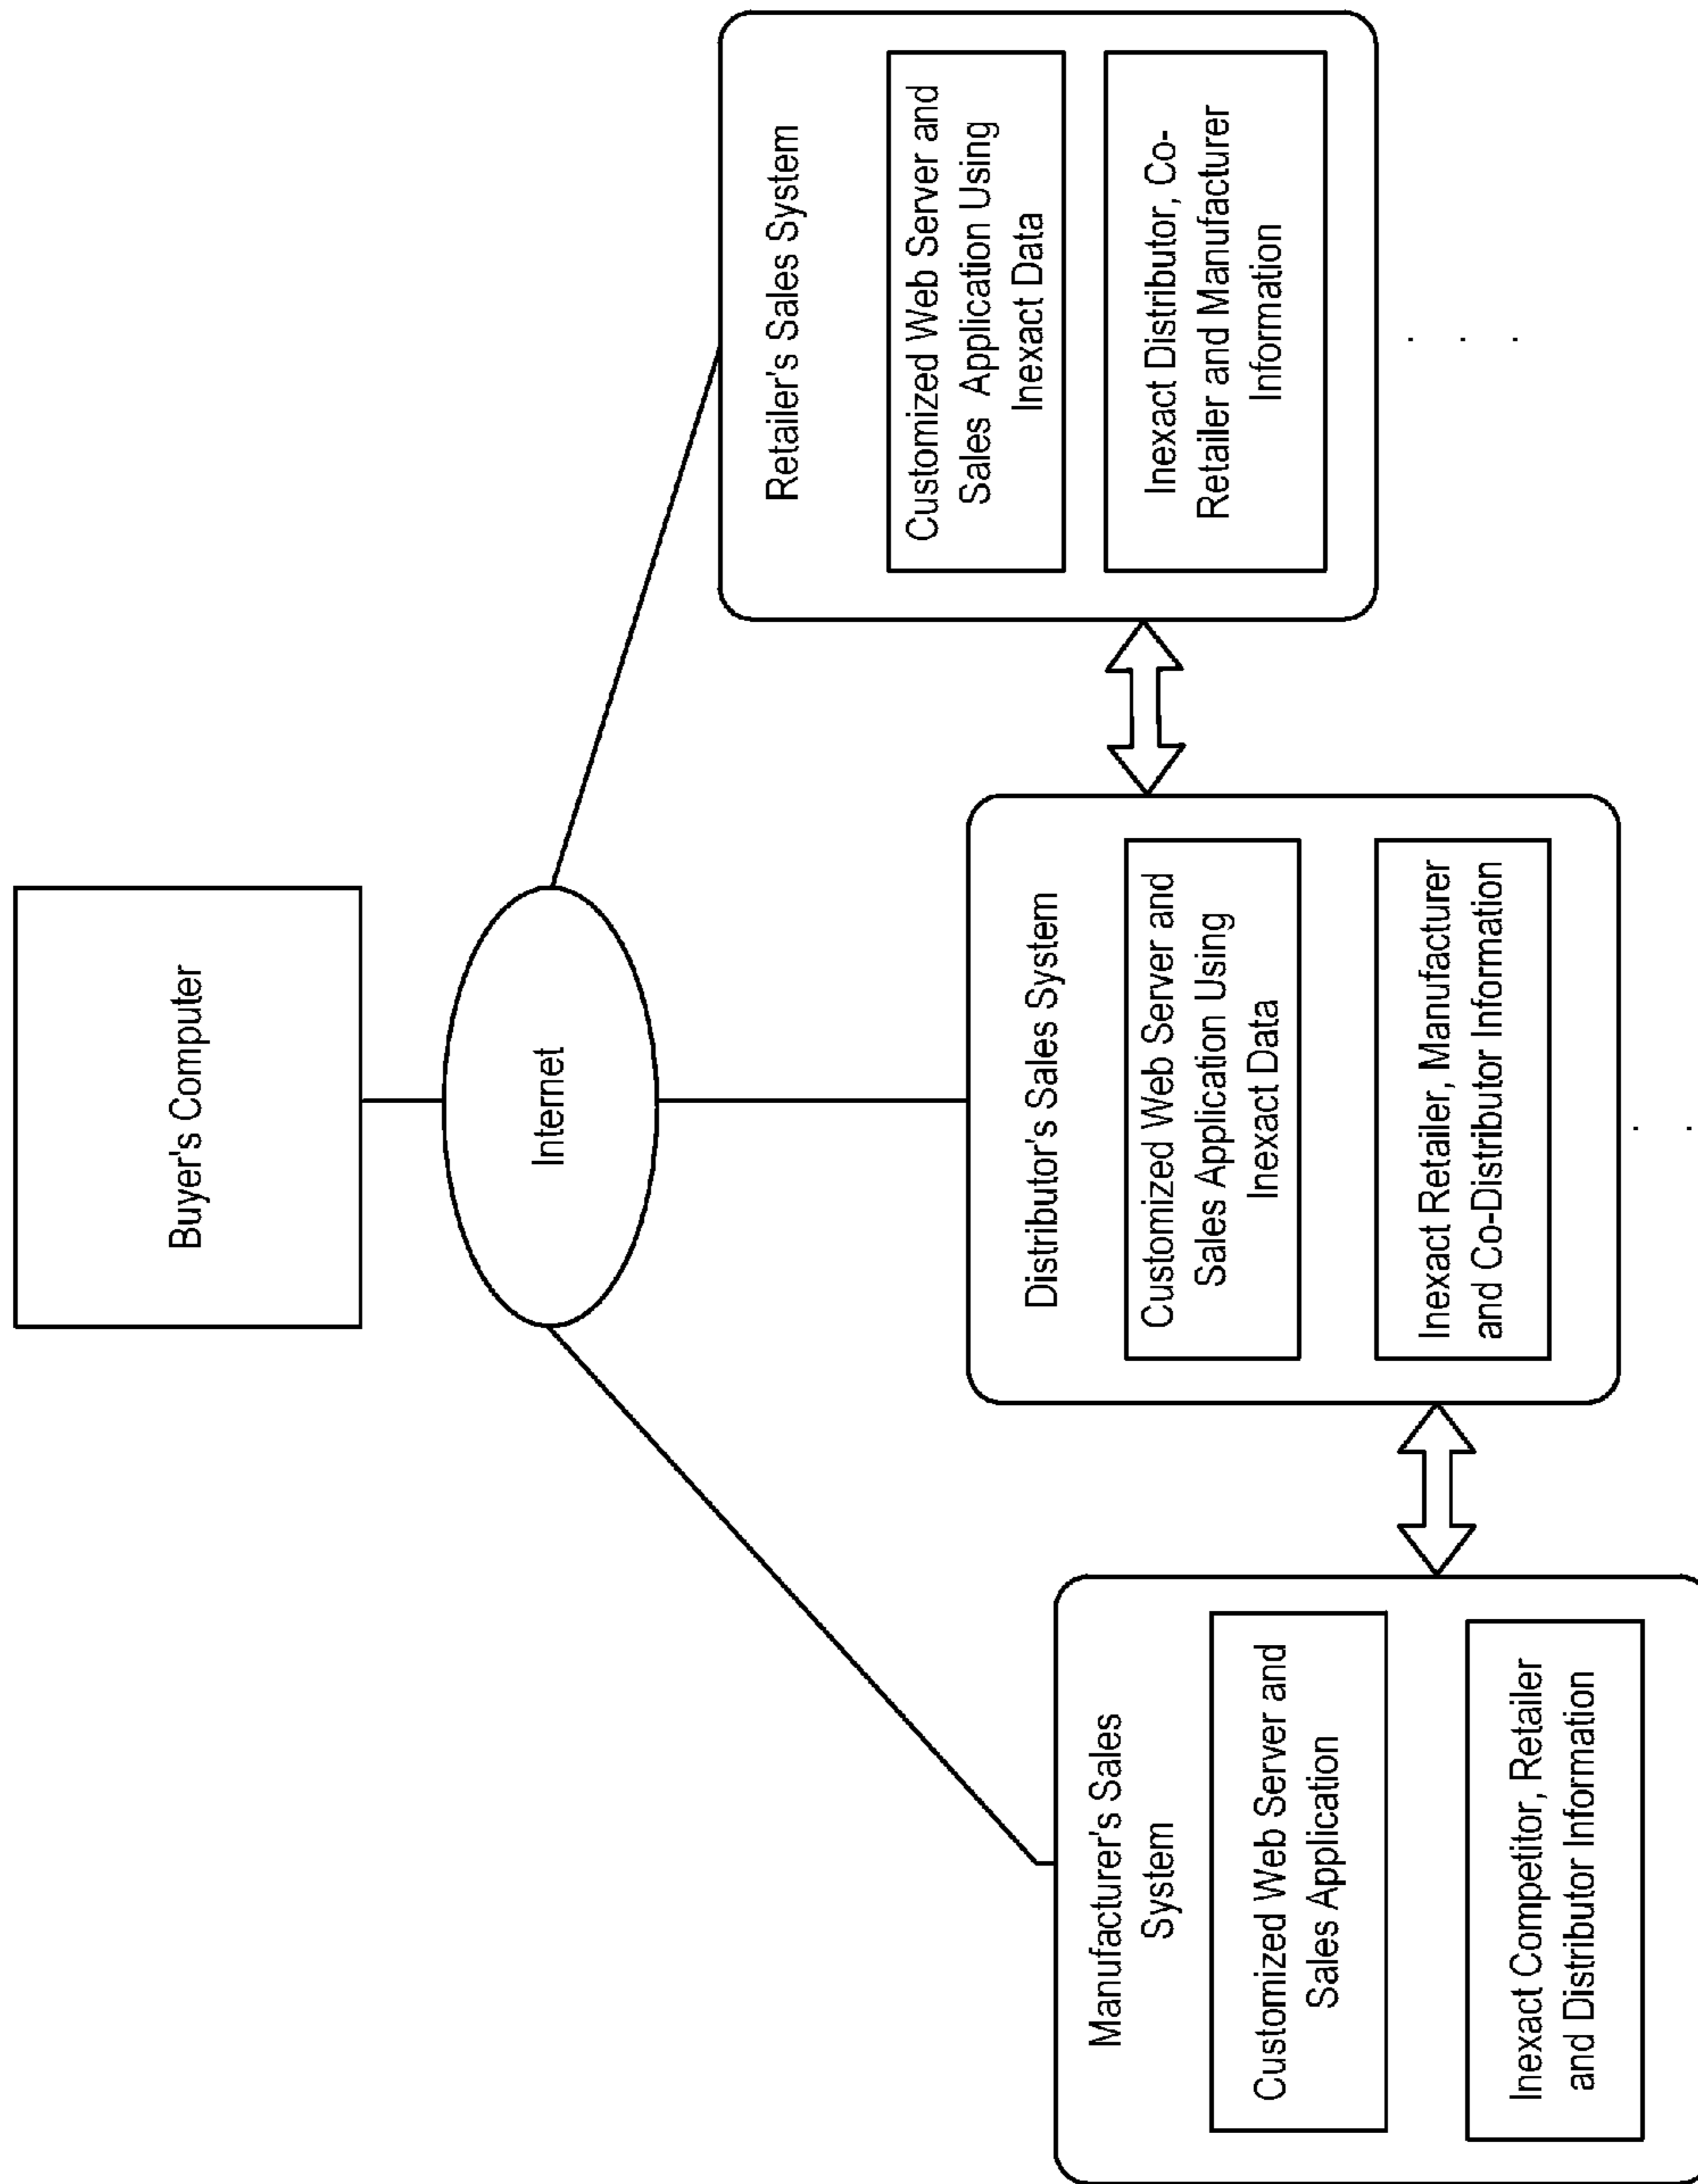 Buyer's Computer
Internet
Manufacturer's Sales
System
Customized Web Server and
Sales Application
Inexact Competitor, Retailer
and Distributor Information
Distributor's Sales System
Customized Web Server and
Sales Application Using
Inexact Data
Inexact Retailer, Manufacturer
and Co-Distributor Information
. .
Retailer's Sales System
Customized Web Server and
Sales Application Using
Inexact Data
Inexact Distributor, Co-
Retailer and Manufacturer
Information
. . .